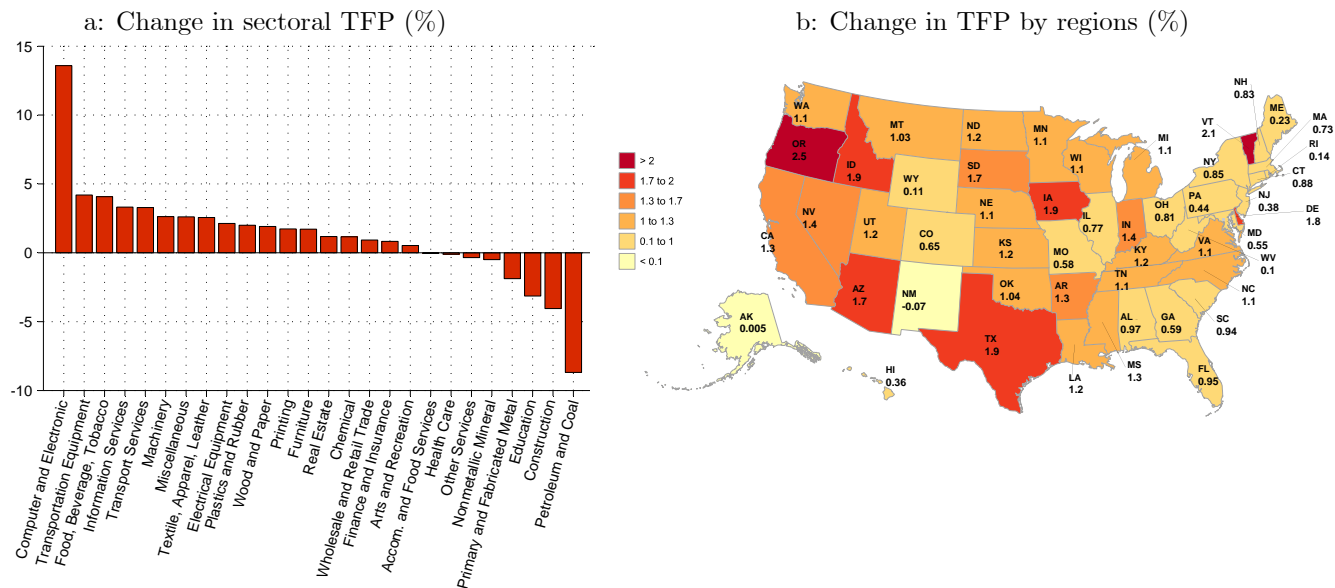 a: Change in sectoral TFP (%)
15
10
5
0
-5
-10
Computer and Electronic
Transportation Equipment
Food, Beverage, Tobacco
Information Services
Transport Services
Machinery
Miscellaneous
Textile, Apparel, Leather
Electrical Equipment
Plastics and Rubber
Wood and Paper
Printing
Furniture
Real Estate
Chemical
Wholesale and Retail Trade
Finance and Insurance
Arts and Recreation
Accom. and Food Services
Health Care
Other Services
Nonmetallic Mineral
Primary and Fabricated Metal
Education
Construction
Petroleum and Coal
b: Change in TFP by regions (%)
> 2
1.7 to 2
1.3 to 1.7
1 to 1.3
0.1 to 1
< 0.1
WA
1.1
OR
2.5
ID
1.9
MT
1.03
ND
1.2
MN
1.1
WI
1.1
MI
1.1
NH
0.83
VT
2.1
ME
0.23
MA
0.73
RI
0.14
CT
0.88
NY
0.85
NJ
0.38
PA
0.44
DE
1.8
MD
0.55
WV
0.1
VA
1.1
NC
1.1
SC
0.94
WY
0.11
SD
1.7
NE
1.1
IA
1.9
IL
0.77
IN
1.4
OH
0.81
KY
1.2
TN
1.1
CA
1.3
NV
1.4
UT
1.2
CO
0.65
KS
1.2
MO
0.58
AZ
1.7
NM
-0.07
OK
1.04
AR
1.3
TX
1.9
LA
1.2
MS
1.3
AL
0.97
GA
0.59
FL
0.95
AK
0.005
HI
0.36